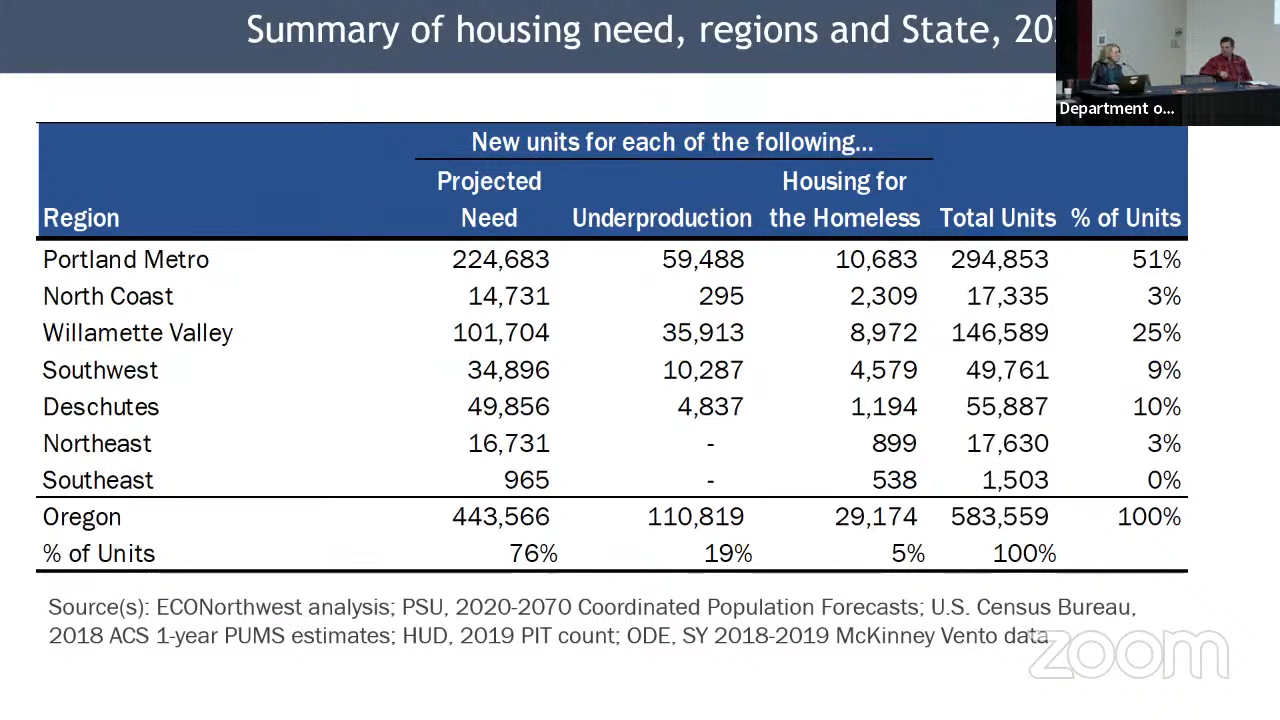 Summary of housing need, regions and State,
Department o...
New units for each of the following...
Region Projected Need Underproduction Housing for the Homeless Total Units % of Units
Portland Metro 224,683 59,488 10,683 294,853 51%
North Coast 14,731 295 2,309 17,335 3%
Willamette Valley 101,704 35,913 8,972 146,589 25%
Southwest 34,896 10,287 4,579 49,761 9%
Deschutes 49,856 4,837 1,194 55,887 10%
Northeast 16,731 - 899 17,630 3%
Southeast 965 - 538 1,503 0%
Oregon 443,566 110,819 29,174 583,559 100%
% of Units 76% 19% 5% 100%
Source(s): ECONorthwest analysis; PSU, 2020-2070 Coordinated Population Forecasts; U.S. Census Bureau,
2018 ACS 1-year PUMS estimates; HUD, 2019 PIT count; ODE, SY 2018-2019 McKinney Vento data
zoom